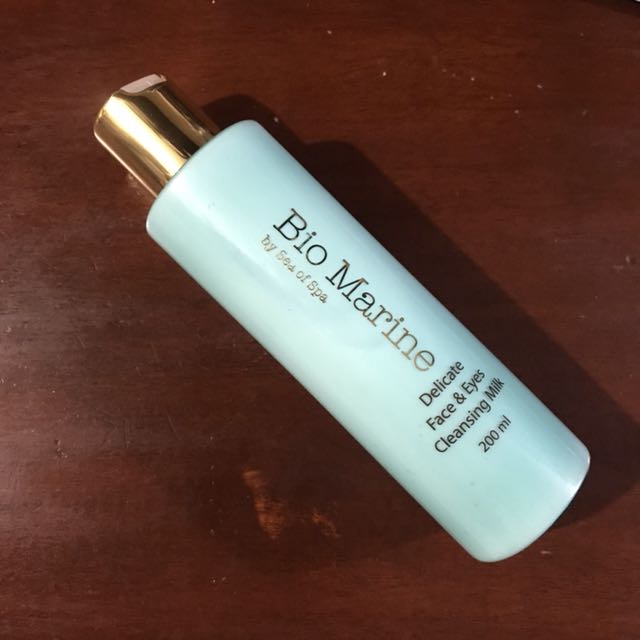 Bio Marine
by Sea of Spa
Delicate
Face & Eyes
Cleansing Milk
200 ml